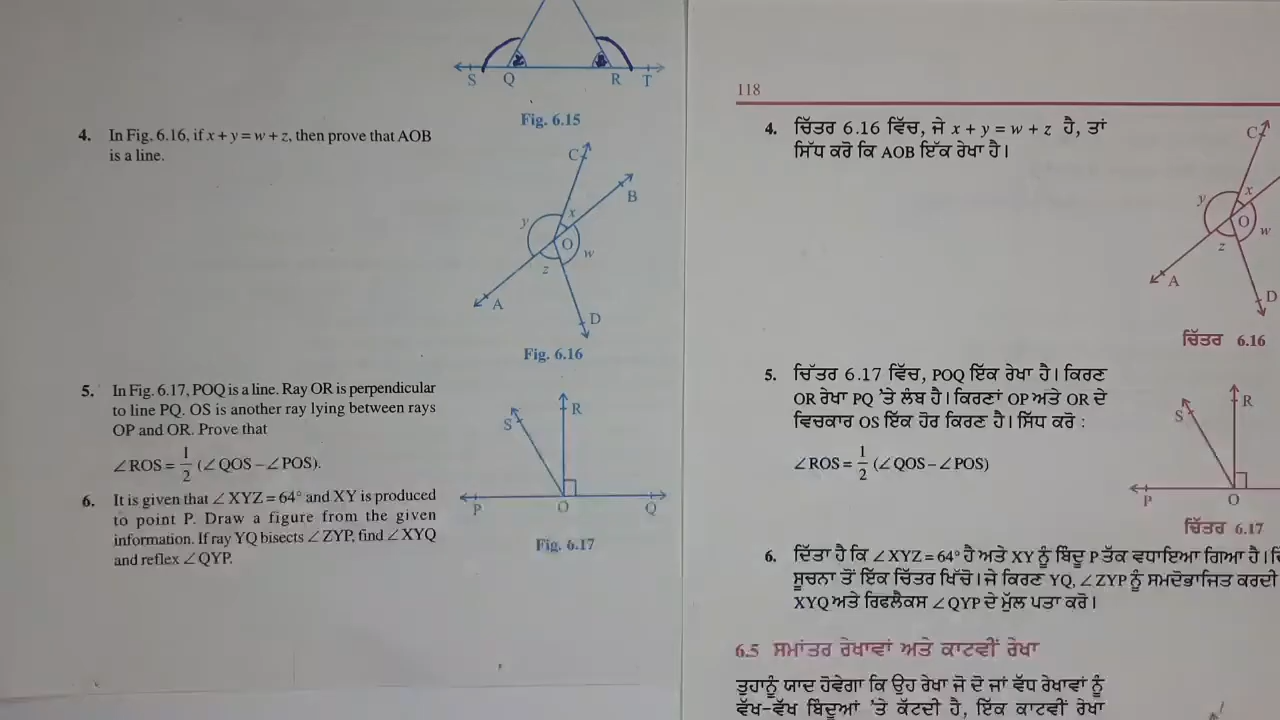 S Q R T
Fig. 6.15
4. In Fig. 6.16, if x + y = w + z, then prove that AOB
is a line.
C
B
x
y
O
w
z
A
D
Fig. 6.16
5. In Fig. 6.17, POQ is a line. Ray OR is perpendicular
to line PQ. OS is another ray lying between rays
OP and OR. Prove that
∠ROS = 1/2 (∠QOS – ∠POS).
R
S
P O Q
Fig. 6.17
6. It is given that ∠XYZ = 64° and XY is produced
to point P. Draw a figure from the given
information. If ray YQ bisects ∠ZYP, find ∠XYQ
and reflex ∠QYP.
118
4. ਚਿੱਤਰ 6.16 ਵਿੱਚ, ਜੇ x + y = w + z ਹੈ, ਤਾਂ
ਸਿੱਧ ਕਰੋ ਕਿ AOB ਇੱਕ ਰੇਖਾ ਹੈ।
C
x
y
O
w
z
A
D
ਚਿੱਤਰ 6.16
5. ਚਿੱਤਰ 6.17 ਵਿੱਚ, POQ ਇੱਕ ਰੇਖਾ ਹੈ। ਕਿਰਣ
OR ਰੇਖਾ PQ 'ਤੇ ਲੰਬ ਹੈ। ਕਿਰਣਾਂ OP ਅਤੇ OR ਦੇ
ਵਿਚਕਾਰ OS ਇੱਕ ਹੋਰ ਕਿਰਣ ਹੈ। ਸਿੱਧ ਕਰੋ :
∠ROS = 1/2 (∠QOS – ∠POS)
R
S
P O
ਚਿੱਤਰ 6.17
6. ਦਿੱਤਾ ਹੈ ਕਿ ∠XYZ = 64° ਹੈ ਅਤੇ XY ਨੂੰ ਬਿੰਦੂ P ਤੱਕ ਵਧਾਇਆ ਗਿਆ ਹੈ।
ਸੂਚਨਾ ਤੋਂ ਇੱਕ ਚਿੱਤਰ ਖਿੱਚੋ। ਜੇ ਕਿਰਣ YQ, ∠ZYP ਨੂੰ ਸਮਦੋਭਾਜਿਤ ਕਰਦੀ
XYQ ਅਤੇ ਰਿਫਲੈਕਸ ∠QYP ਦੇ ਮੁੱਲ ਪਤਾ ਕਰੋ।
6.5 ਸਮਾਂਤਰ ਰੇਖਾਵਾਂ ਅਤੇ ਕਾਟਵੀਂ ਰੇਖਾ
ਤੁਹਾਨੂੰ ਯਾਦ ਹੋਵੇਗਾ ਕਿ ਉਹ ਰੇਖਾ ਜੋ ਦੋ ਜਾਂ ਵੱਧ ਰੇਖਾਵਾਂ ਨੂੰ
ਵੱਖ-ਵੱਖ ਬਿੰਦੂਆਂ 'ਤੇ ਕੱਟਦੀ ਹੈ, ਇੱਕ ਕਾਟਵੀਂ ਰੇਖਾ